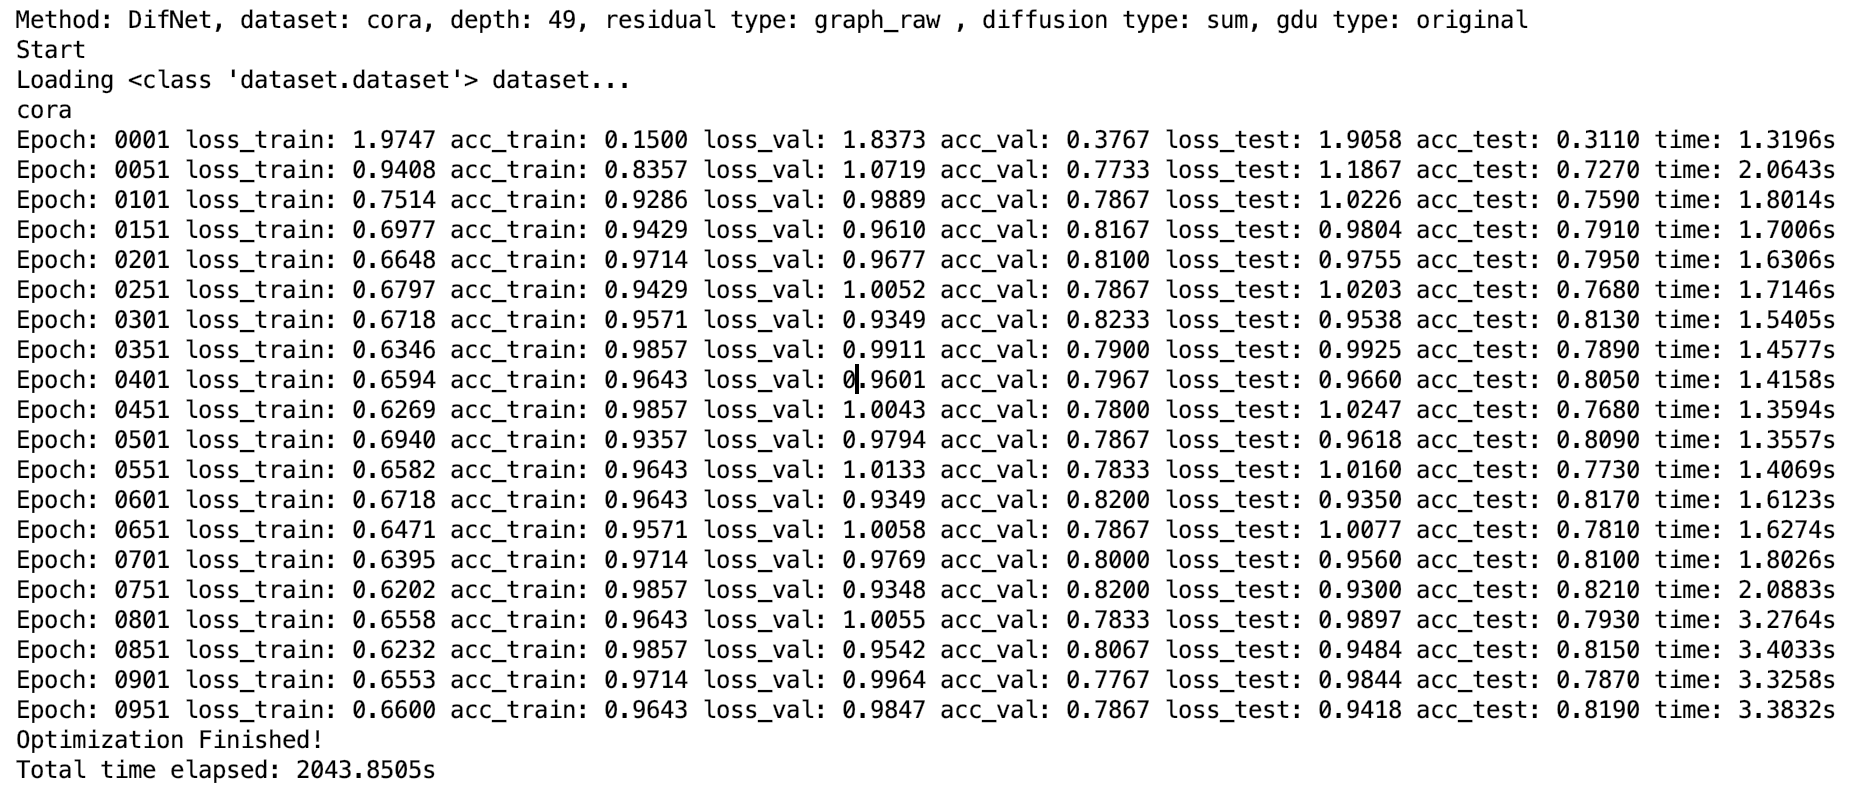 Method: DifNet, dataset: cora, depth: 49, residual type: graph_raw , diffusion type: sum, gdu type: original
Start
Loading <class 'dataset.dataset'> dataset...
cora
Epoch: 0001 loss_train: 1.9747 acc_train: 0.1500 loss_val: 1.8373 acc_val: 0.3767 loss_test: 1.9058 acc_test: 0.3110 time: 1.3196s
Epoch: 0051 loss_train: 0.9408 acc_train: 0.8357 loss_val: 1.0719 acc_val: 0.7733 loss_test: 1.1867 acc_test: 0.7270 time: 2.0643s
Epoch: 0101 loss_train: 0.7514 acc_train: 0.9286 loss_val: 0.9889 acc_val: 0.7867 loss_test: 1.0226 acc_test: 0.7590 time: 1.8014s
Epoch: 0151 loss_train: 0.6977 acc_train: 0.9429 loss_val: 0.9610 acc_val: 0.8167 loss_test: 0.9804 acc_test: 0.7910 time: 1.7006s
Epoch: 0201 loss_train: 0.6648 acc_train: 0.9714 loss_val: 0.9677 acc_val: 0.8100 loss_test: 0.9755 acc_test: 0.7950 time: 1.6306s
Epoch: 0251 loss_train: 0.6797 acc_train: 0.9429 loss_val: 1.0052 acc_val: 0.7867 loss_test: 1.0203 acc_test: 0.7680 time: 1.7146s
Epoch: 0301 loss_train: 0.6718 acc_train: 0.9571 loss_val: 0.9349 acc_val: 0.8233 loss_test: 0.9538 acc_test: 0.8130 time: 1.5405s
Epoch: 0351 loss_train: 0.6346 acc_train: 0.9857 loss_val: 0.9911 acc_val: 0.7900 loss_test: 0.9925 acc_test: 0.7890 time: 1.4577s
Epoch: 0401 loss_train: 0.6594 acc_train: 0.9643 loss_val: 0.9601 acc_val: 0.7967 loss_test: 0.9660 acc_test: 0.8050 time: 1.4158s
Epoch: 0451 loss_train: 0.6269 acc_train: 0.9857 loss_val: 1.0043 acc_val: 0.7800 loss_test: 1.0247 acc_test: 0.7680 time: 1.3594s
Epoch: 0501 loss_train: 0.6940 acc_train: 0.9357 loss_val: 0.9794 acc_val: 0.7867 loss_test: 0.9618 acc_test: 0.8090 time: 1.3557s
Epoch: 0551 loss_train: 0.6582 acc_train: 0.9643 loss_val: 1.0133 acc_val: 0.7833 loss_test: 1.0160 acc_test: 0.7730 time: 1.4069s
Epoch: 0601 loss_train: 0.6718 acc_train: 0.9643 loss_val: 0.9349 acc_val: 0.8200 loss_test: 0.9350 acc_test: 0.8170 time: 1.6123s
Epoch: 0651 loss_train: 0.6471 acc_train: 0.9571 loss_val: 1.0058 acc_val: 0.7867 loss_test: 1.0077 acc_test: 0.7810 time: 1.6274s
Epoch: 0701 loss_train: 0.6395 acc_train: 0.9714 loss_val: 0.9769 acc_val: 0.8000 loss_test: 0.9560 acc_test: 0.8100 time: 1.8026s
Epoch: 0751 loss_train: 0.6202 acc_train: 0.9857 loss_val: 0.9348 acc_val: 0.8200 loss_test: 0.9300 acc_test: 0.8210 time: 2.0883s
Epoch: 0801 loss_train: 0.6558 acc_train: 0.9643 loss_val: 1.0055 acc_val: 0.7833 loss_test: 0.9897 acc_test: 0.7930 time: 3.2764s
Epoch: 0851 loss_train: 0.6232 acc_train: 0.9857 loss_val: 0.9542 acc_val: 0.8067 loss_test: 0.9484 acc_test: 0.8150 time: 3.4033s
Epoch: 0901 loss_train: 0.6553 acc_train: 0.9714 loss_val: 0.9964 acc_val: 0.7767 loss_test: 0.9844 acc_test: 0.7870 time: 3.3258s
Epoch: 0951 loss_train: 0.6600 acc_train: 0.9643 loss_val: 0.9847 acc_val: 0.7867 loss_test: 0.9418 acc_test: 0.8190 time: 3.3832s
Optimization Finished!
Total time elapsed: 2043.8505s